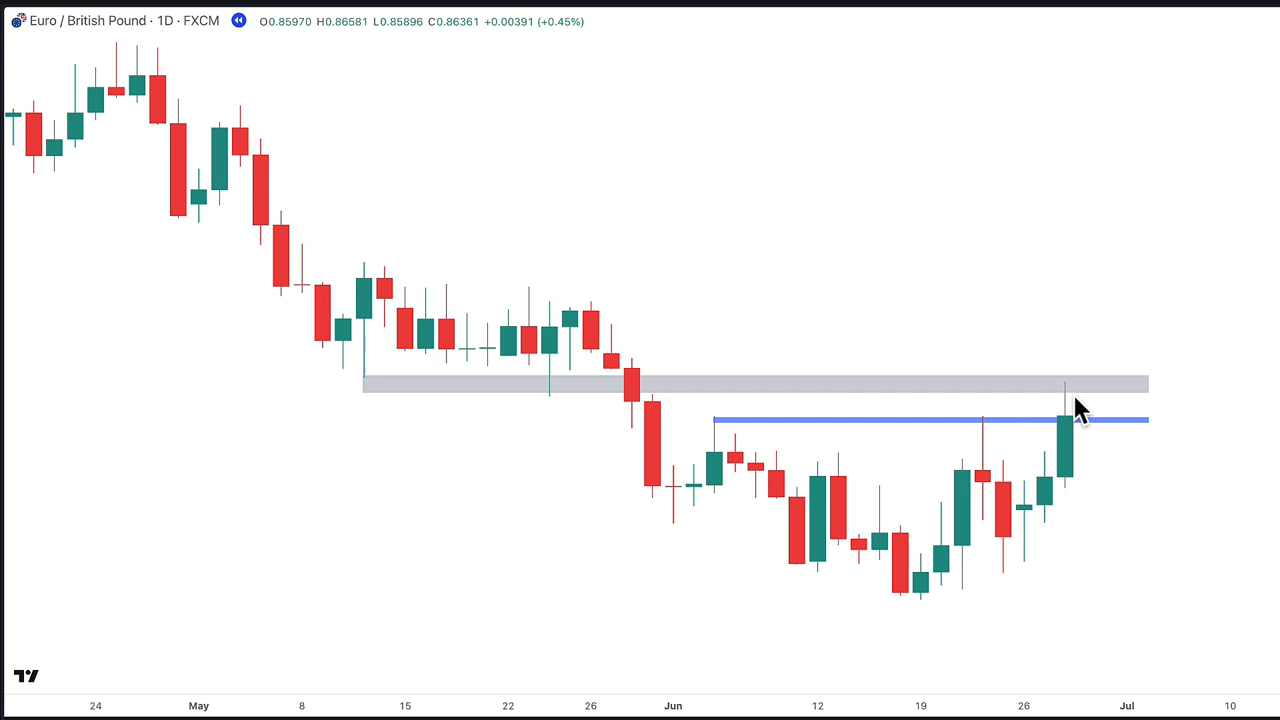 Euro / British Pound · 1D · FXCM O0.85970 H0.86581 L0.85896 C0.86361 +0.00391 (+0.45%)
24 May 8 15 22 26 Jun 12 19 26 Jul 10